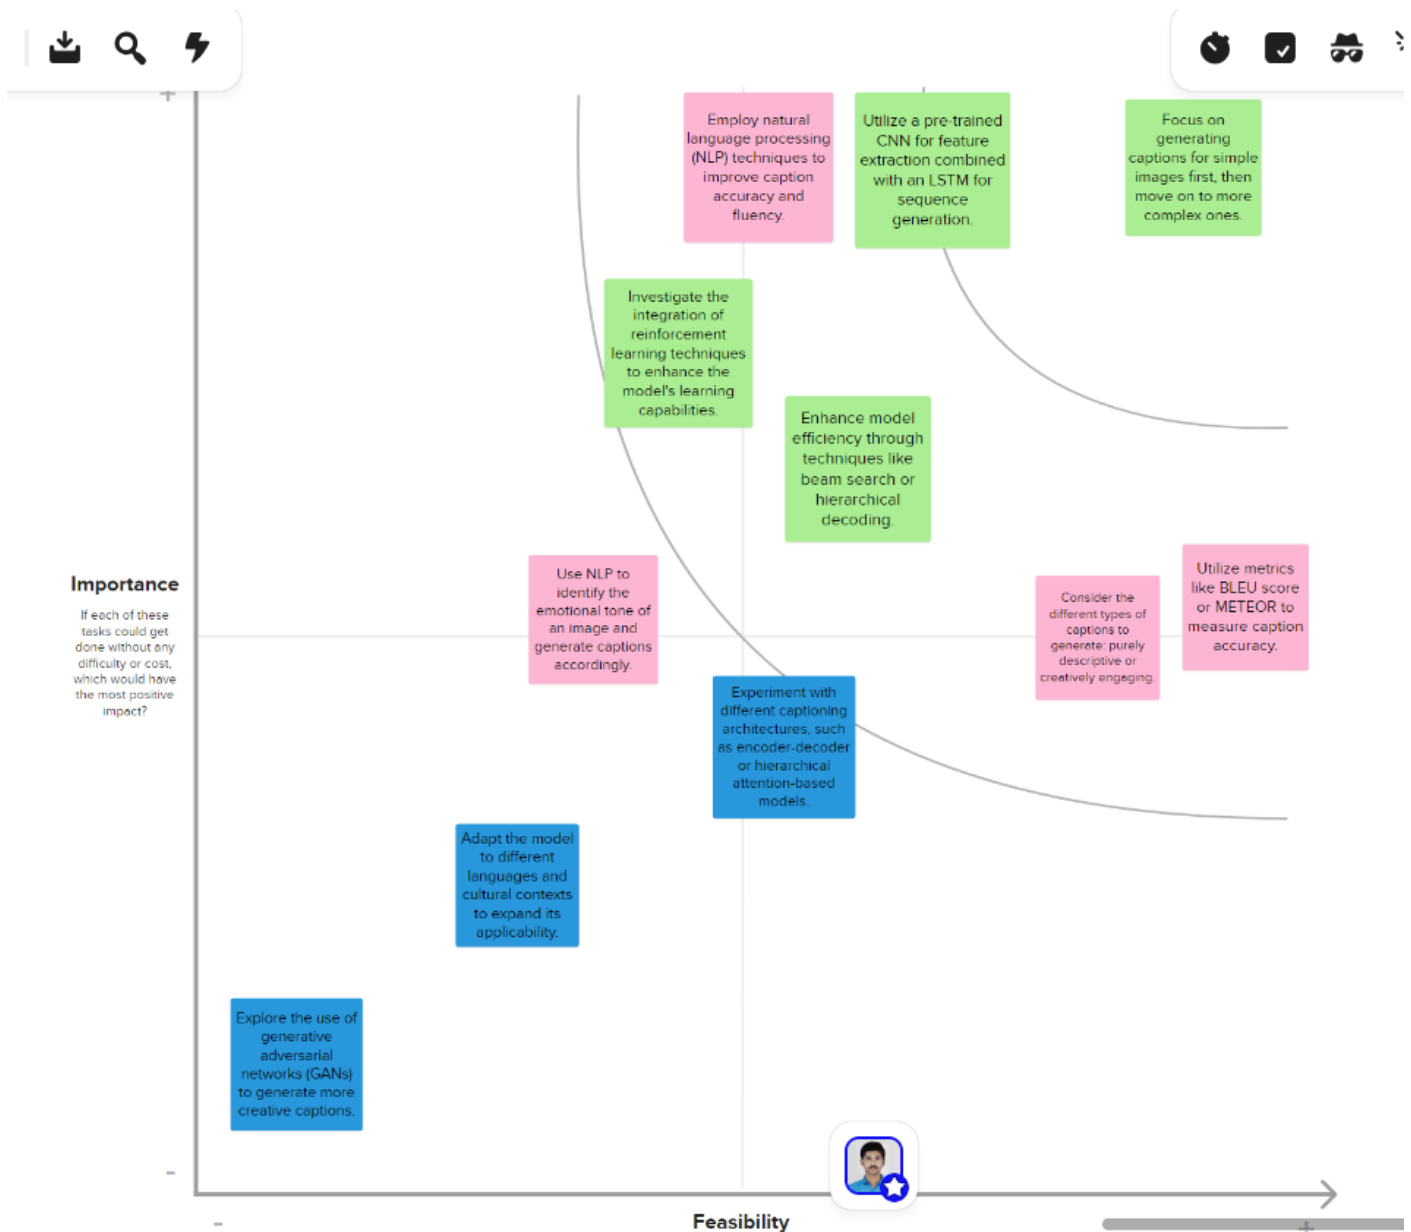 +
Employ natural
language processing
(NLP) techniques to
improve caption
accuracy and
fluency.
Utilize a pre-trained
CNN for feature
extraction combined
with an LSTM for
sequence
generation.
Focus on
generating
captions for simple
images first, then
move on to more
complex ones.
Investigate the
integration of
reinforcement
learning techniques
to enhance the
model's learning
capabilities.
Enhance model
efficiency through
techniques like
beam search or
hierarchical
decoding.
Importance
If each of these
tasks could get
done without any
difficulty or cost,
which would have
the most positive
impact?
Use NLP to
identify the
emotional tone of
an image and
generate captions
accordingly.
Consider the
different types of
captions to
generate: purely
descriptive or
creatively engaging.
Utilize metrics
like BLEU score
or METEOR to
measure caption
accuracy.
Experiment with
different captioning
architectures, such
as encoder-decoder
or hierarchical
attention-based
models.
Adapt the model
to different
languages and
cultural contexts
to expand its
applicability.
Explore the use of
generative
adversarial
networks (GANs)
to generate more
creative captions.
-
-
Feasibility
+